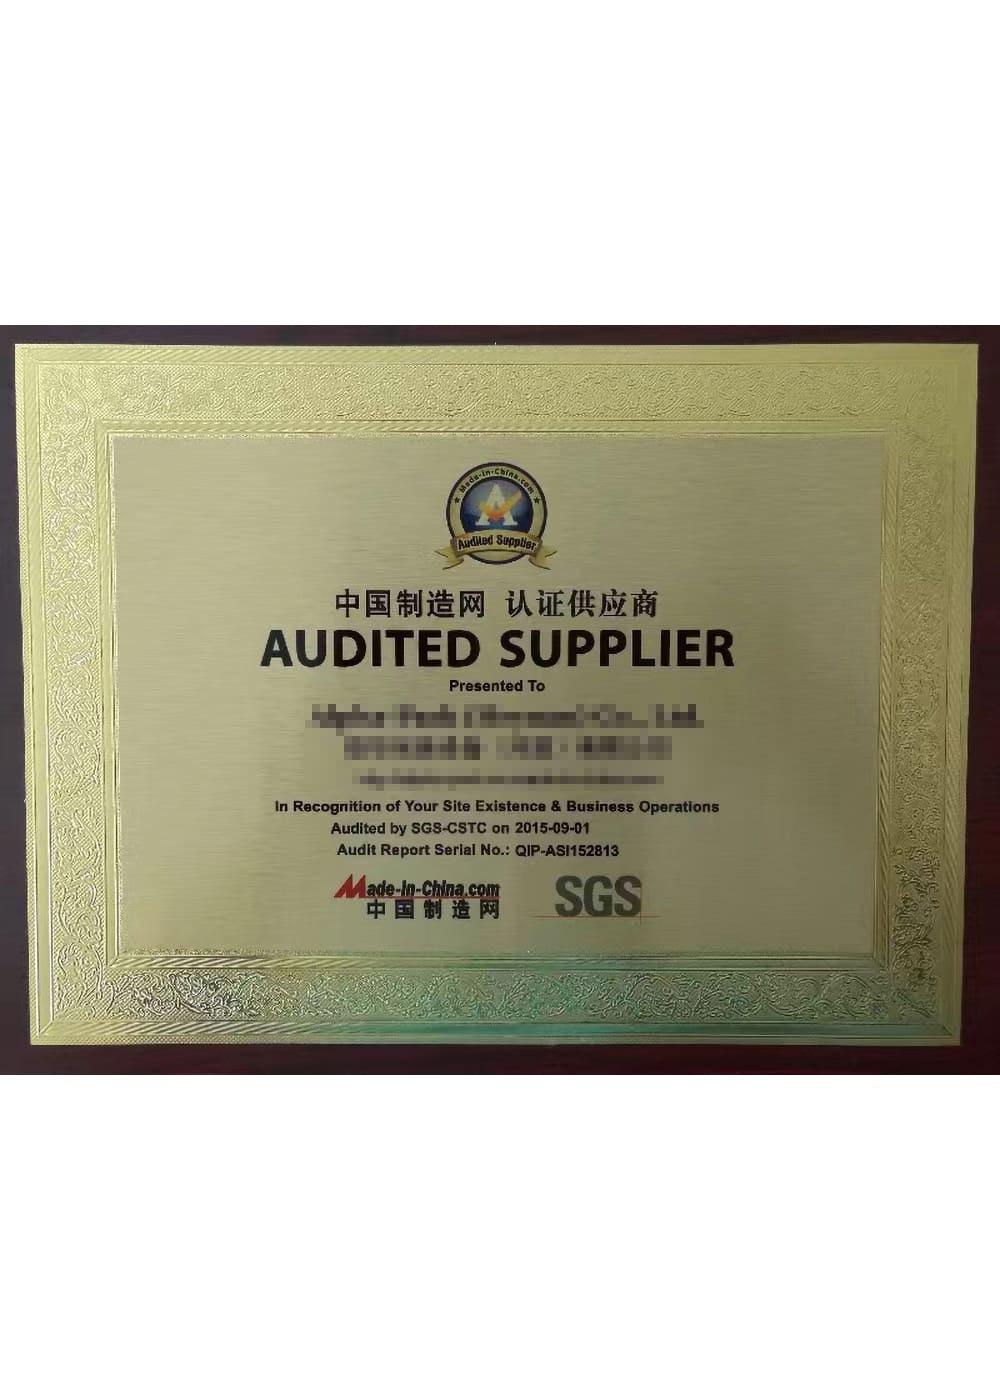 Made-in-China.com
Audited Supplier
中国制造网 认证供应商
AUDITED SUPPLIER
Presented To
Co., Ltd.
In Recognition of Your Site Existence & Business Operations
Audited by SGS-CSTC on 2015-09-01
Audit Report Serial No.: QIP-ASI152813
Made-in-China.com
中国制造网
SGS